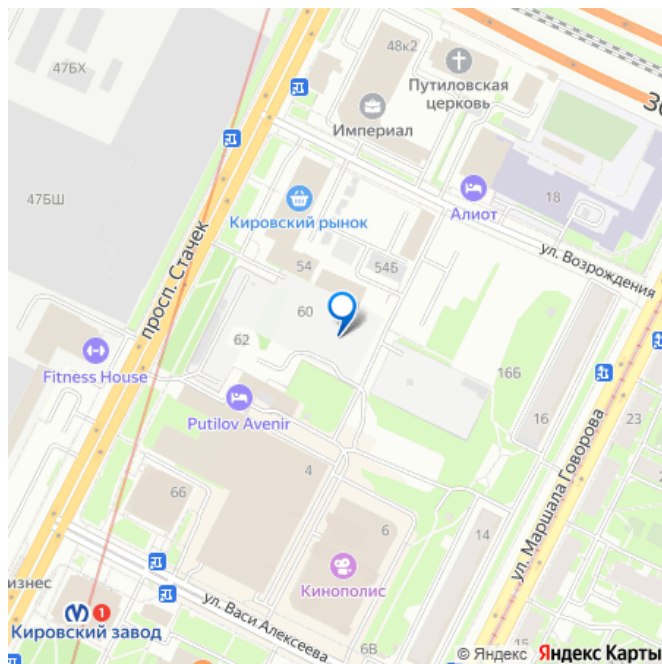 47БХ
48к2
Путиловская
церковь
Империал
47БШ
18
Алиот
Кировский рынок
ул. Возрождения
просп. Стачек
54
54Б
60
62
Fitness House
16Б
Putilov Avenir
16
23
ул. Маршала Говорова
4
66
14
6
Кинополис
изнес
1
Кировский завод
ул. Васи Алексеева
6В
15
© Яндекс Яндекс Карты